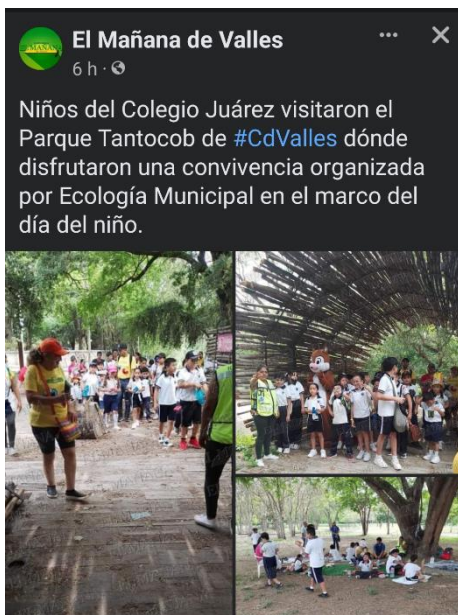 El Mañana de Valles
6 h
Niños del Colegio Juárez visitaron el
Parque Tantocob de #CdValles dónde
disfrutaron una convivencia organizada
por Ecología Municipal en el marco del
día del niño.